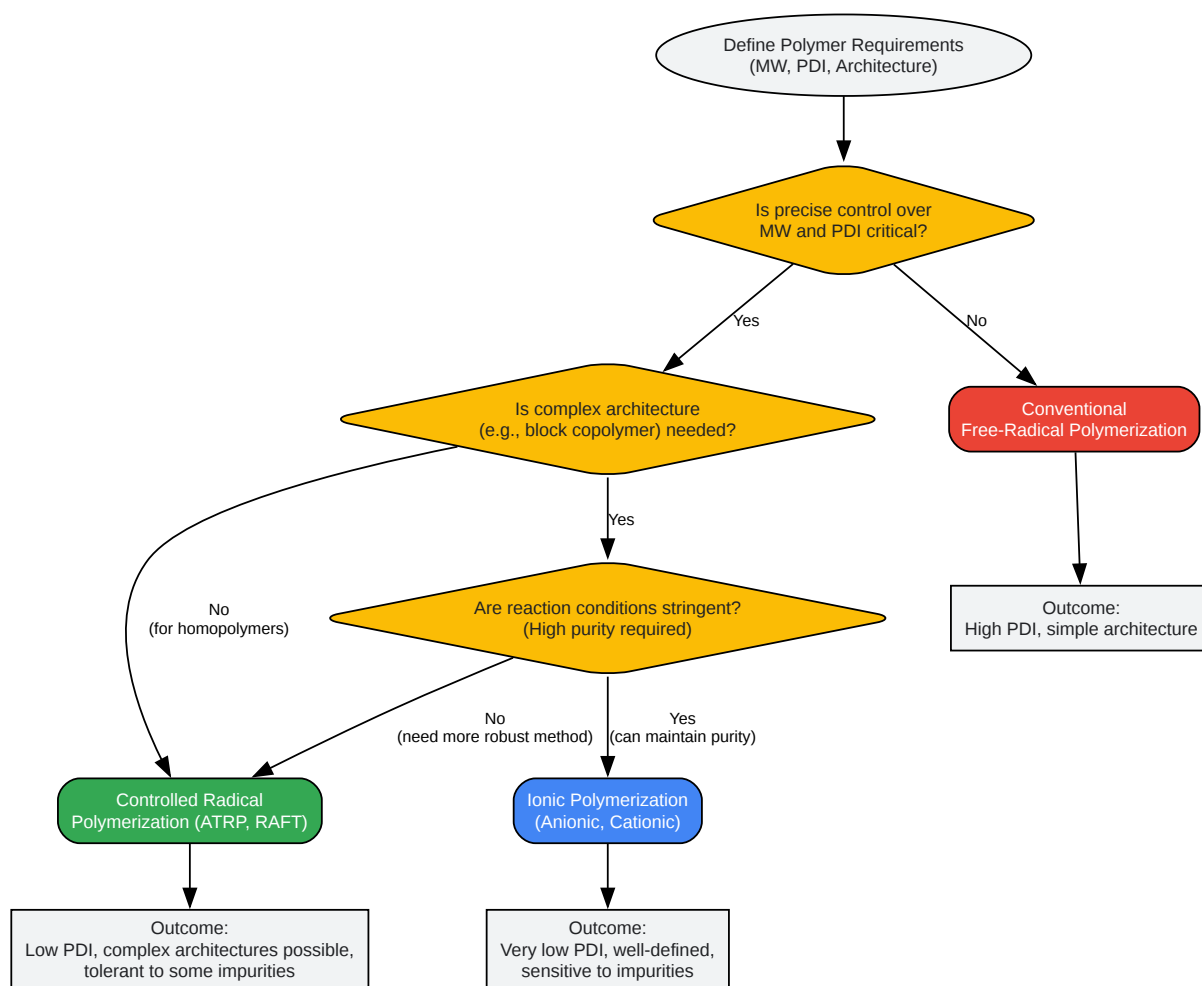 Define Polymer Requirements
(MW, PDI, Architecture)
Is precise control over
MW and PDI critical?
Yes
No
Is complex architecture
(e.g., block copolymer) needed?
Conventional
Free-Radical Polymerization
Yes
No
(for homopolymers)
Are reaction conditions stringent?
(High purity required)
Outcome:
High PDI, simple architecture
No
(need more robust method)
Yes
(can maintain purity)
Controlled Radical
Polymerization (ATRP, RAFT)
Ionic Polymerization
(Anionic, Cationic)
Outcome:
Low PDI, complex architectures possible,
tolerant to some impurities
Outcome:
Very low PDI, well-defined,
sensitive to impurities